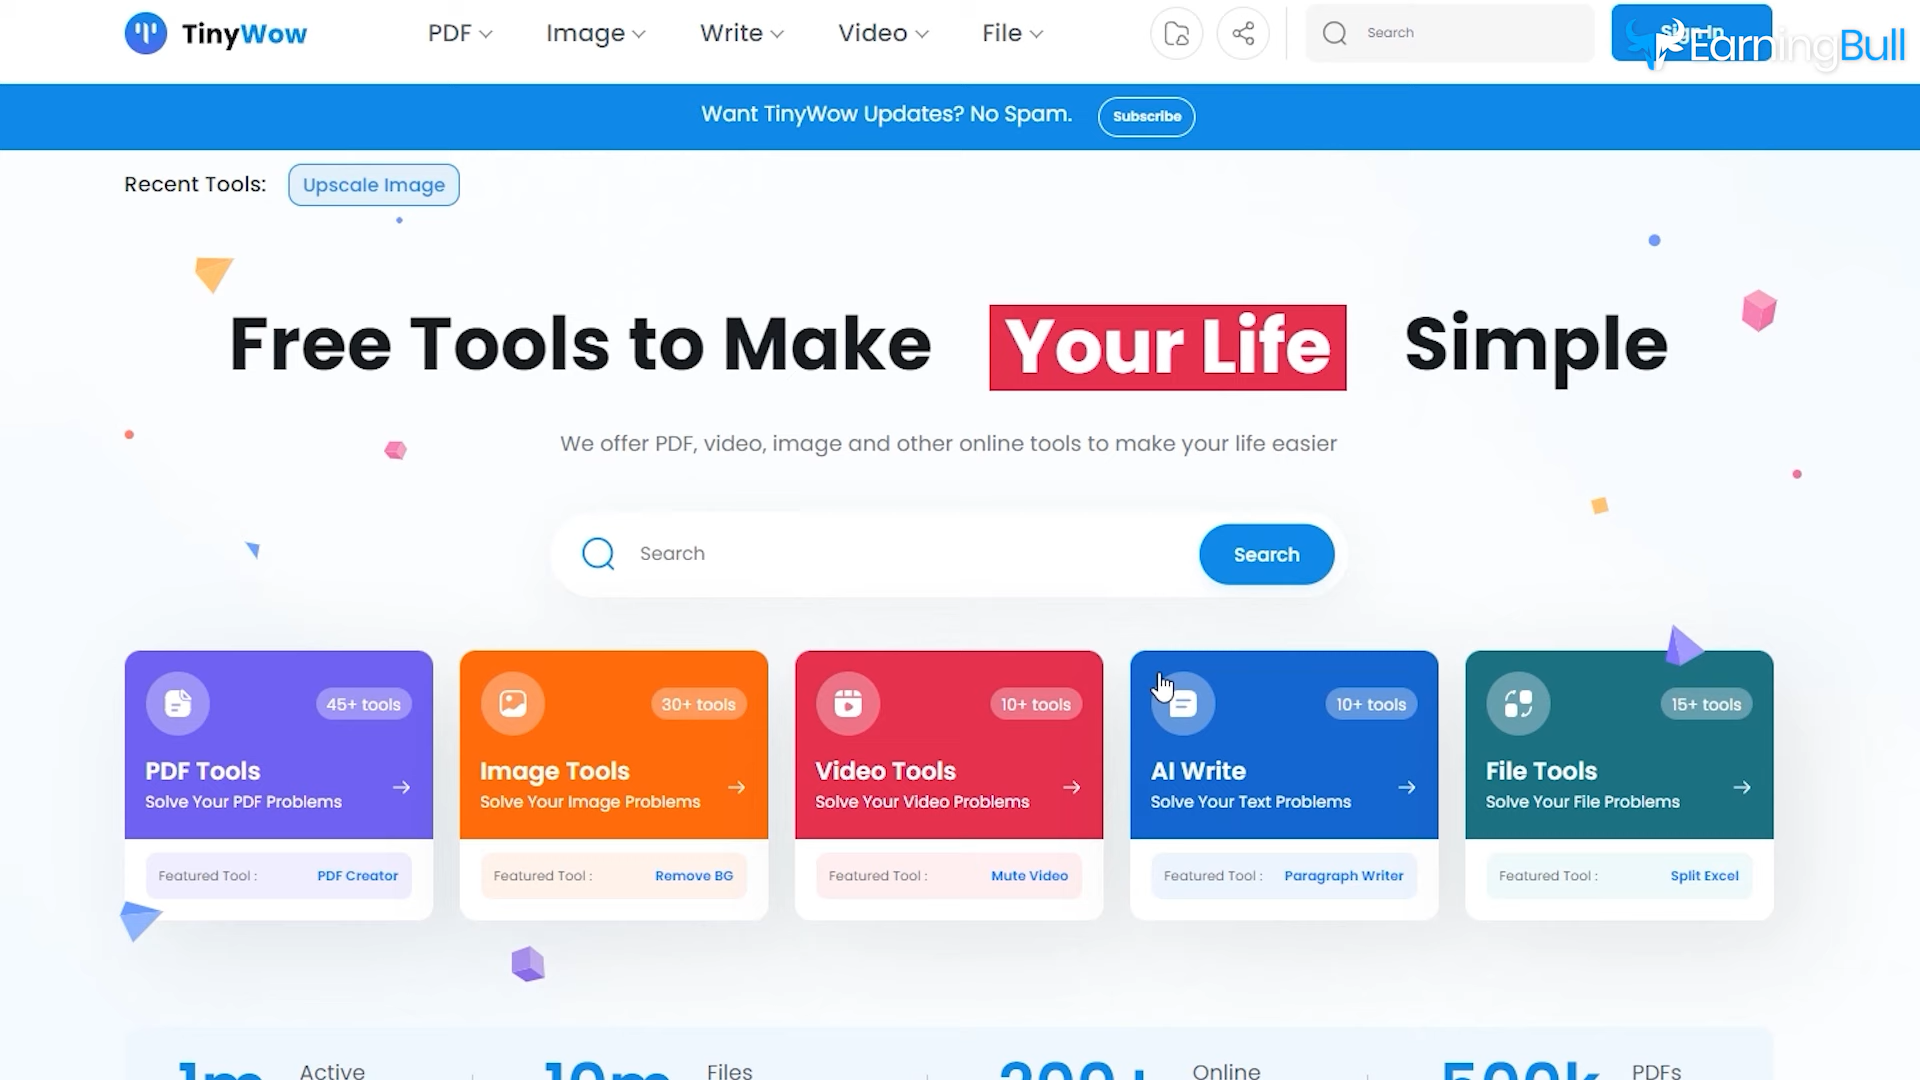 TinyWow
PDF
Image
Write
Video
File
Search
Sign In
EarningBull
Want TinyWow Updates? No Spam.
Subscribe
Recent Tools:
Upscale Image
Free Tools to Make Your Life Simple
We offer PDF, video, image and other online tools to make your life easier
Search
Search
45+ tools
PDF Tools
Solve Your PDF Problems
Featured Tool :
PDF Creator
30+ tools
Image Tools
Solve Your Image Problems
Featured Tool :
Remove BG
10+ tools
Video Tools
Solve Your Video Problems
Featured Tool :
Mute Video
10+ tools
AI Write
Solve Your Text Problems
Featured Tool :
Paragraph Writer
15+ tools
File Tools
Solve Your File Problems
Featured Tool :
Split Excel
1m Active
10m Files
Online
500k PDFs